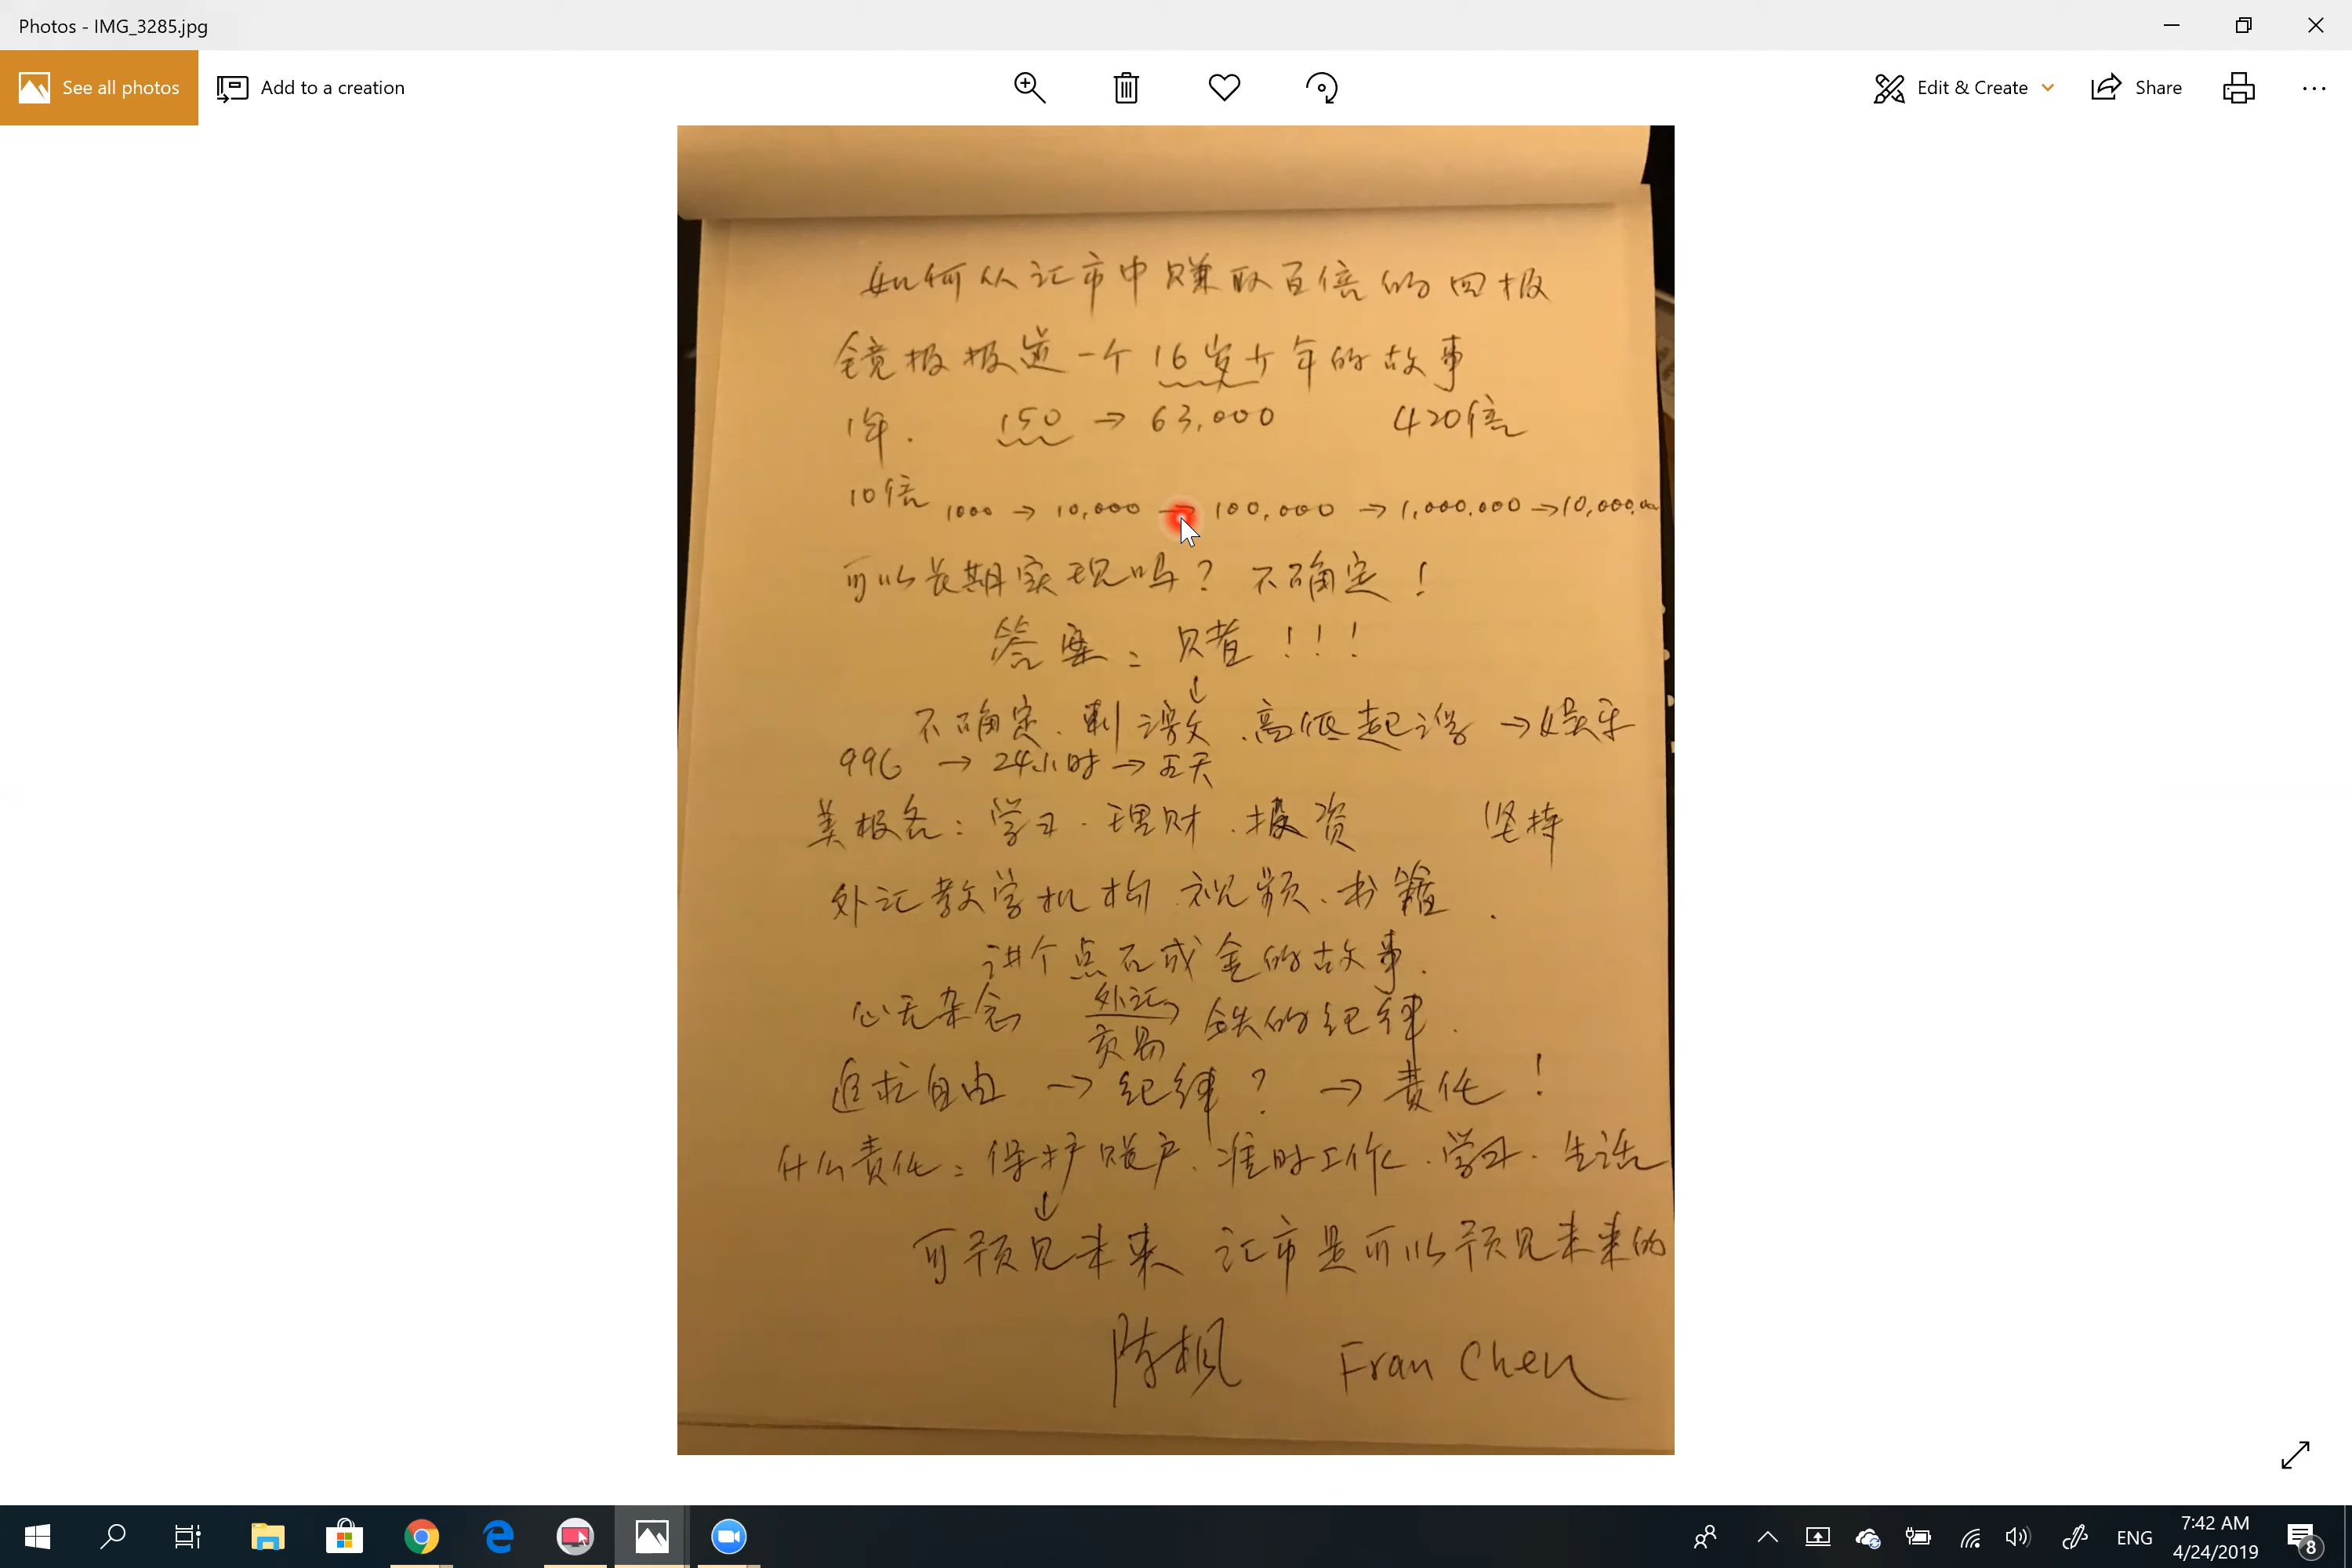 Photos - IMG_3285.jpg
See all photos
Add to a creation
Edit & Create
Share
如何从汇市中赚取百倍的回报
镜报报道一个16岁少年的故事
1年. 150 → 63,000 420倍
10倍 1000 → 10,000 → 100,000 → 1,000,000 → 10,000,000
可以长期实现吗? 不确定!
答案: 赌!!!
↓
不确定、刺激、高低起 → 娱乐
996 → 24小时 → 五天
美报名: 学习、理财、投资 坚持
外汇教学机构、视频、书籍.
讲个点石成金的故事.
心无杂念 外汇交易 → 铁的纪律.
追求自由 → 纪律? → 责任!
什么责任: 保护账户、准时工作、学习、生活
↓
可预见未来 汇市是可以预见未来的
陈枫 Fran Chen
ENG
7:42 AM
4/24/2019
8